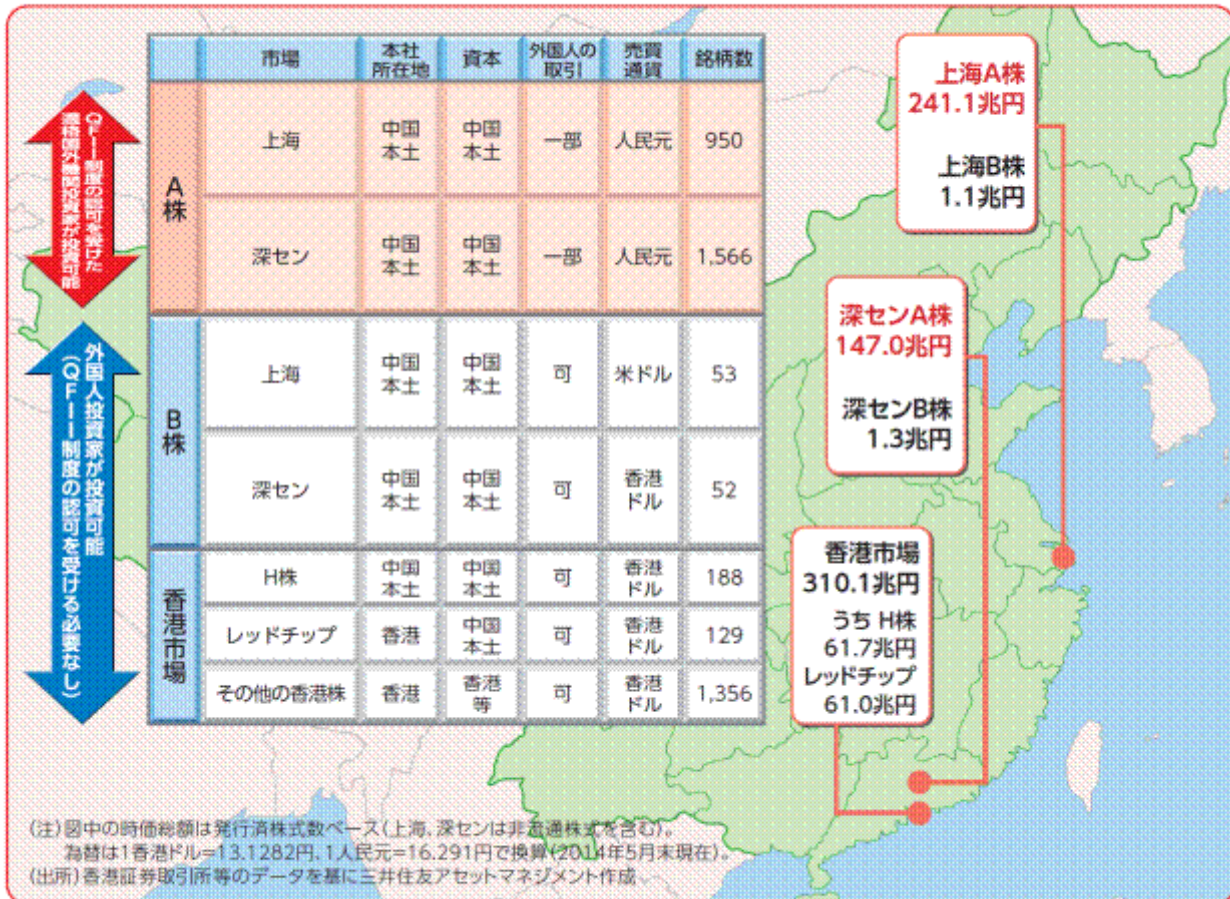 市場 本社所在地 資本 外国人の取引 売買通貨 銘柄数
QFII制度の認可を受けた
適格国外機関投資家が投資可能
A株
上海 中国本土 中国本土 一部 人民元 950
深セン 中国本土 中国本土 一部 人民元 1,566
外国人投資家が投資可能
(QFII制度の認可を受ける必要なし)
B株
上海 中国本土 中国本土 可 米ドル 53
深セン 中国本土 中国本土 可 香港ドル 52
香港市場
H株 中国本土 中国本土 可 香港ドル 188
レッドチップ 香港 中国本土 可 香港ドル 129
その他の香港株 香港 香港等 可 香港ドル 1,356
上海A株
241.1兆円
上海B株
1.1兆円
深センA株
147.0兆円
深センB株
1.3兆円
香港市場
310.1兆円
うち H株
61.7兆円
レッドチップ
61.0兆円
(注)図中の時価総額は発行済株式数ベース(上海、深センは非流通株式を含む)。
為替は1香港ドル=13.1282円、1人民元=16.291円で換算(2014年5月末現在)。
(出所)香港証券取引所等のデータを基に三井住友アセットマネジメント作成